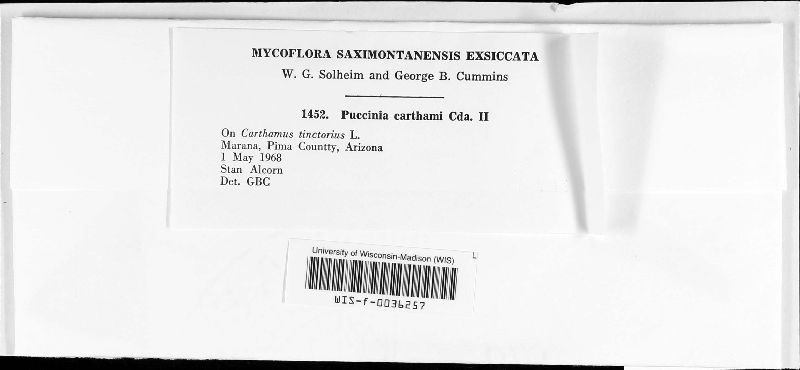 MYCOFLORA SAXIMONTANENSIS EXSICCATA
W. G. Solheim and George B. Cummins
1452. Puccinia carthami Cda. II
On Carthamus tinctorius L.
Marana, Pima Countty, Arizona
1 May 1968
Stan Alcorn
Det. GBC
University of Wisconsin-Madison (WIS)
WIS-f-0036257